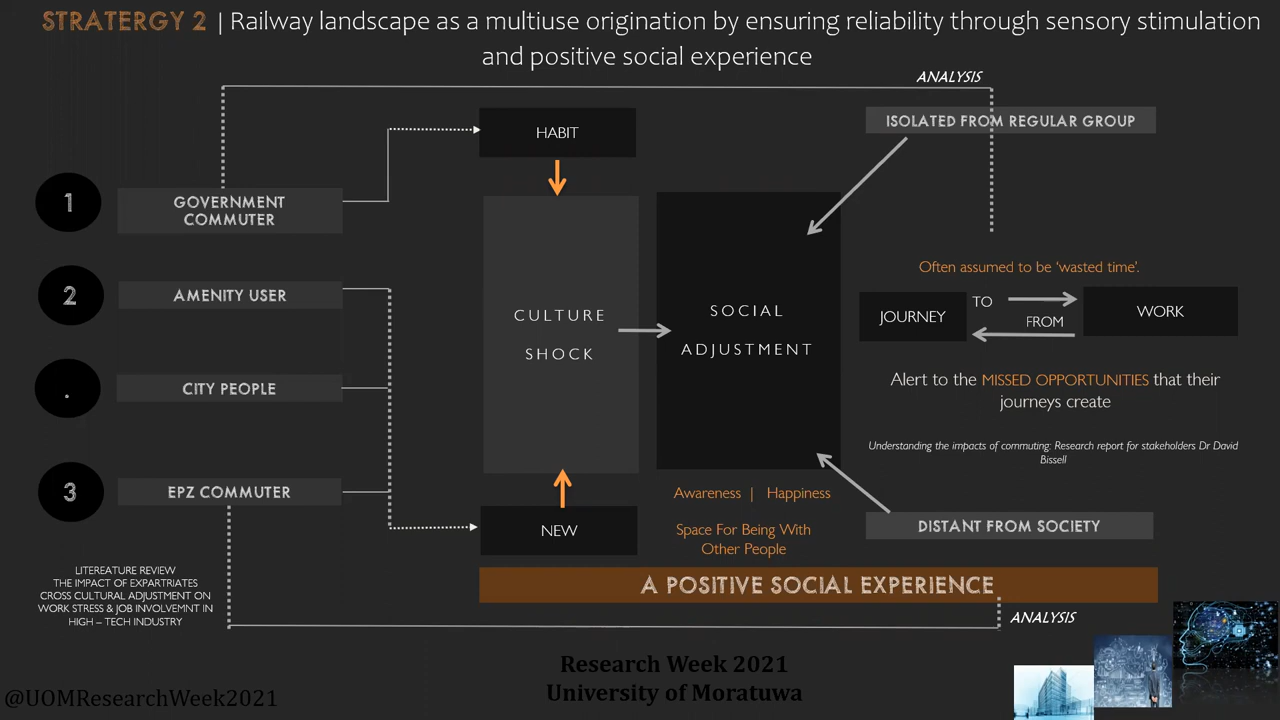 STRATERGY 2 | Railway landscape as a multiuse origination by ensuring reliability through sensory stimulation
and positive social experience
ANALYSIS
HABIT
ISOLATED FROM REGULAR GROUP
1
GOVERNMENT
COMMUTER
2
AMENITY USER
.
CITY PEOPLE
3
EPZ COMMUTER
CULTURE
SHOCK
SOCIAL
ADJUSTMENT
Often assumed to be ‘wasted time’.
JOURNEY
TO
FROM
WORK
Alert to the MISSED OPPORTUNITIES that their
journeys create
Understanding the impacts of commuting: Research report for stakeholders Dr David
Bissell
NEW
Awareness | Happiness
Space For Being With
Other People
DISTANT FROM SOCIETY
LITEREATURE REVIEW
THE IMPACT OF EXPARTRIATES
CROSS CULTURAL ADJUSTMENT ON
WORK STRESS & JOB INVOLVEMNT IN
HIGH – TECH INDUSTRY
A POSITIVE SOCIAL EXPERIENCE
ANALYSIS
Research Week 2021
University of Moratuwa
@UOMResearchWeek2021